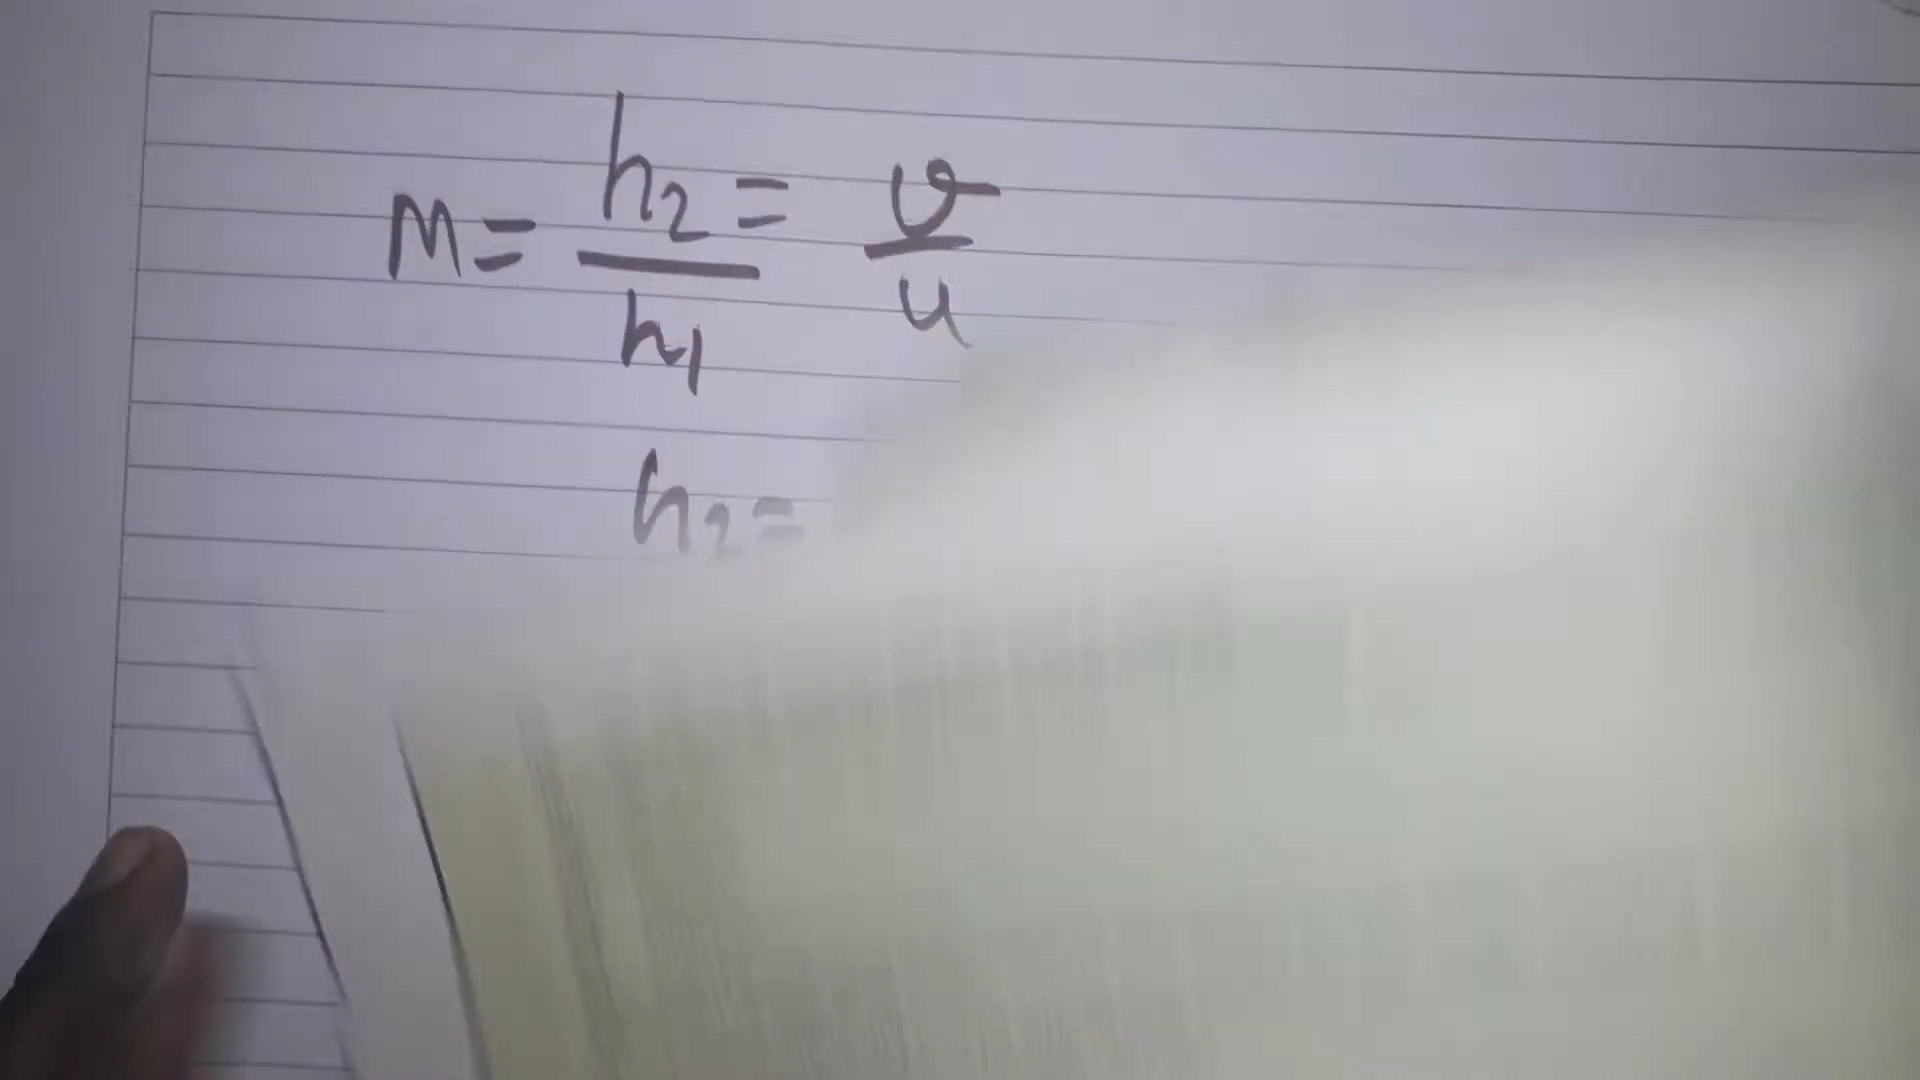 M = h2/h1 = v/u
h2 =